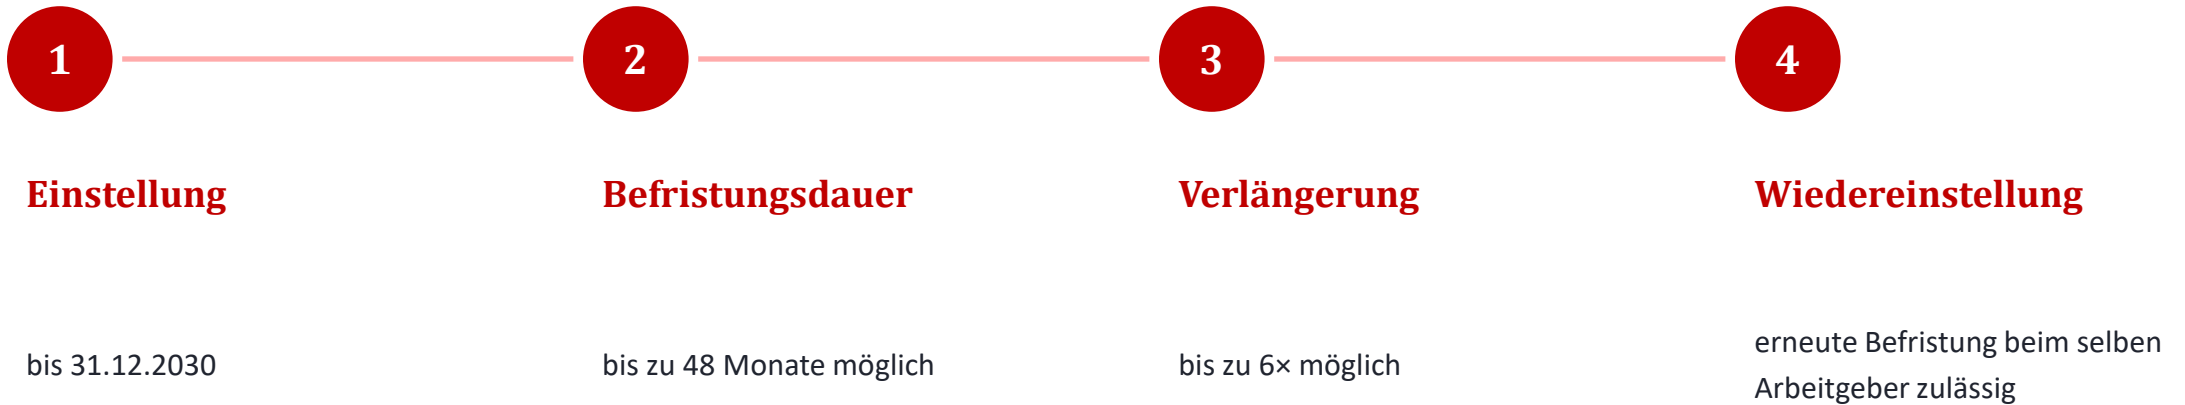 1
2
3
4
Einstellung
Befristungsdauer
Verlängerung
Wiedereinstellung
bis 31.12.2030
bis zu 48 Monate möglich
bis zu 6× möglich
erneute Befristung beim selben
Arbeitgeber zulässig